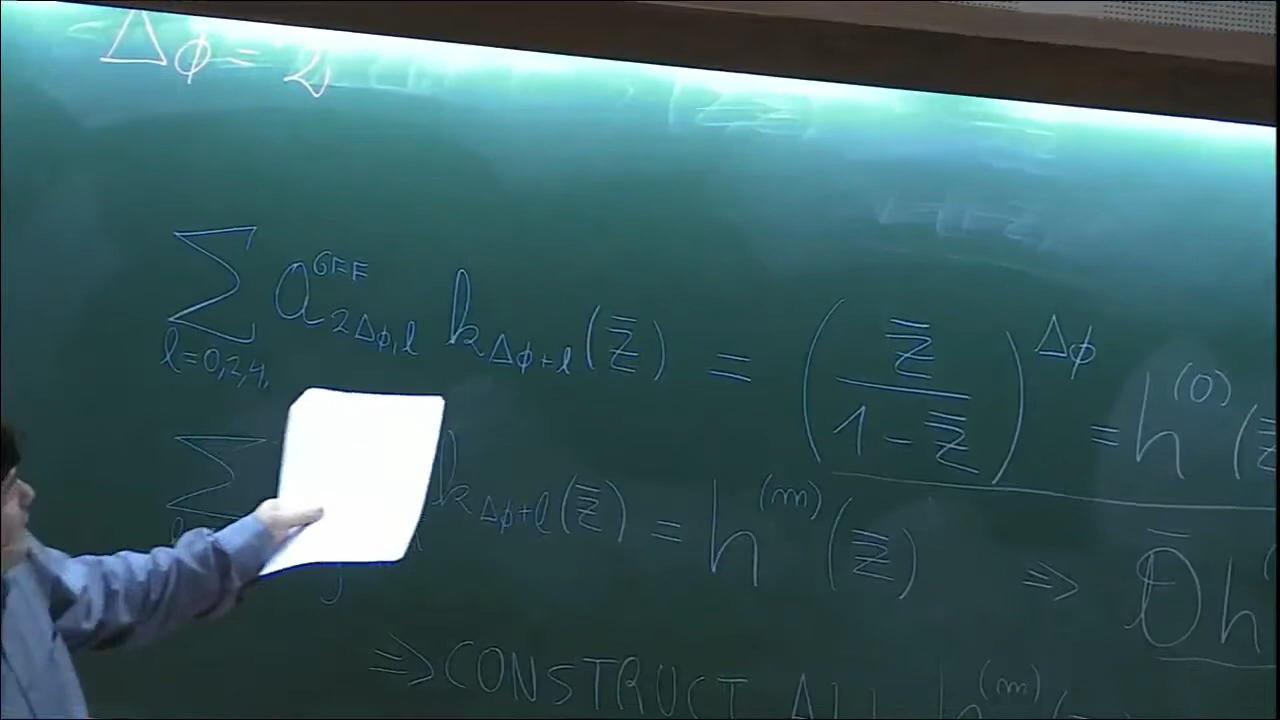 Δϕ = 2
∑ a^{GFF}_{2Δϕ,l} k_{Δϕ+l}(z̄) = (z̄ / (1 - z̄))^{Δϕ} = h^{(0)}(z̄
l=0,2,4,
∑ k_{Δϕ+l}(z̄) = h^{(m)}(z̄) ⇒ D̄ h^(
⇒ CONSTRUCT ALL h^{(m)}(